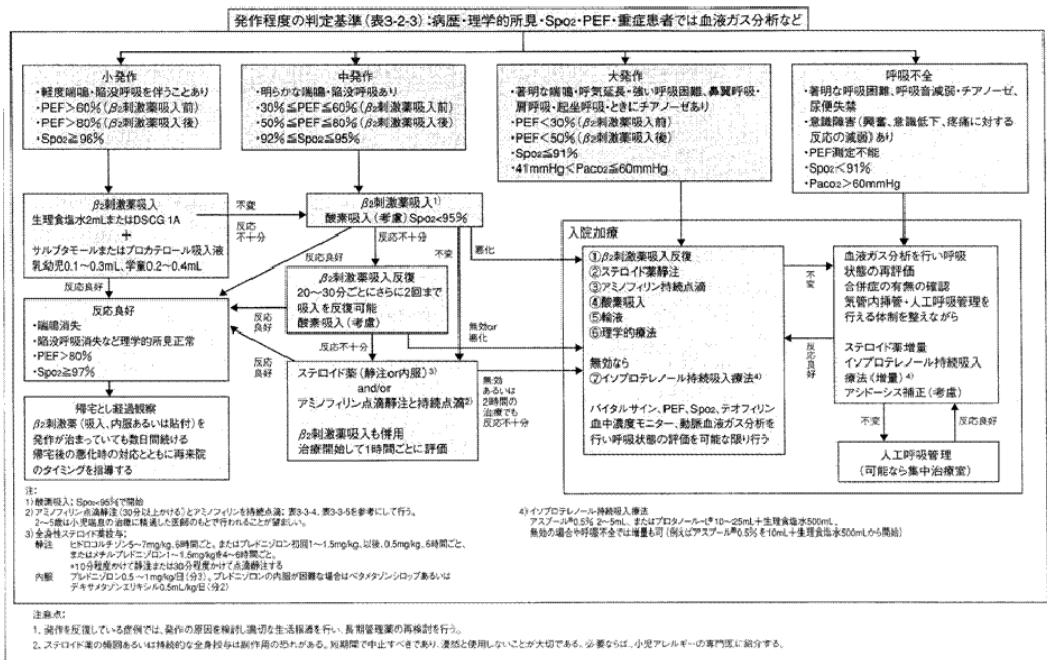 発作程度の判定基準(表3-2-3):病歴・理学的所見・Spo₂・PEF・重症患者では血液ガス分析など
小発作
・軽度喘鳴・陥没呼吸を伴うことあり
・PEF>60%(β₂刺激薬吸入前)
・PEF>80%(β₂刺激薬吸入後)
・Spo₂≧96%
中発作
・明らかな喘鳴・陥没呼吸あり
・30%≦PEF≦60%(β₂刺激薬吸入前)
・50%≦PEF≦80%(β₂刺激薬吸入後)
・92%≦Spo₂≦95%
大発作
・著明な喘鳴・呼気延長・強い呼吸困難、鼻翼呼吸・
肩呼吸・起坐呼吸・ときにチアノーゼあり
・PEF<30%(β₂刺激薬吸入前)
・PEF<50%(β₂刺激薬吸入後)
・Spo₂≦91%
・41mmHg<Paco₂≦60mmHg
呼吸不全
・著明な呼吸困難、呼吸音減弱・チアノーゼ、
尿便失禁
・意識障害(興奮、意識低下、疼痛に対する
反応の減弱)あり
・PEF測定不能
・Spo₂<91%
・Paco₂>60mmHg
β₂刺激薬吸入
生理食塩水2mLまたはDSCG 1A
+
サルブタモールまたはプロカテロール吸入液
乳幼児0.1〜0.3mL、学童0.2〜0.4mL
不変
反応
不十分
β₂刺激薬吸入1)
酸素吸入(考慮)Spo₂<95%
反応良好
反応良好
反応不十分
不変
悪化
β₂刺激薬吸入反復
20〜30分ごとにさらに2回まで
吸入を反復可能
酸素吸入(考慮)
反応
良好
反応不十分
無効or
悪化
反応良好
・喘鳴消失
・陥没呼吸消失など理学的所見正常
・PEF>80%
・Spo₂≧97%
反応
良好
ステロイド薬(静注or内服)3)
and/or
アミノフィリン点滴静注と持続点滴2)
β₂刺激薬吸入も併用
治療開始して1時間ごとに評価
無効
あるいは
2時間の
治療でも
反応不十分
帰宅とし経過観察
β₂刺激薬(吸入、内服あるいは貼付)を
発作が治まっていても数日間続ける
帰宅後の悪化時の対応とともに再来院
のタイミングを指導する
入院加療
①β₂刺激薬吸入反復
②ステロイド薬静注
③アミノフィリン持続点滴
④酸素吸入
⑤輸液
⑥理学的療法
無効なら
⑦イソプロテレノール持続吸入療法4)
バイタルサイン、PEF、Spo₂、テオフィリン
血中濃度モニター、動脈血液ガス分析を
行い呼吸状態の評価を可能な限り行う
不変
反応
良好
血液ガス分析を行い呼吸
状態の再評価
合併症の有無の確認
気管内挿管・人工呼吸管理を
行える体制を整えながら
ステロイド薬増量
イソプロテレノール持続吸入
療法(増量)4)
アシドーシス補正(考慮)
不変
反応良好
人工呼吸管理
(可能なら集中治療室)
注:
1)酸素吸入:Spo₂<95%で開始
2)アミノフィリン点滴静注(30分以上かける)とアミノフィリンを持続点滴:表3-3-4、表3-3-5を参考にして行う。
2〜5歳は小児喘息の治療に精通した医師のもとで行われることが望ましい。
3)全身性ステロイド薬投与:
静注 ヒドロコルチゾン5〜7mg/kg、6時間ごと。またはプレドニゾロン初回1〜1.5mg/kg、以後、0.5mg/kg、6時間ごと、
またはメチルプレドニゾロン1〜1.5mg/kgを4〜6時間ごと。
*10分程度かけて静注または30分程度かけて点滴静注する
内服 プレドニゾロン0.5〜1mg/kg/日(分3)。プレドニゾロンの内服が困難な場合はベタメタゾンシロップあるいは
デキサメタゾンエリキシル0.5mL/kg/日(分2)
4)イソプロテレノール持続吸入療法
アスプール®0.5% 2〜5mL、またはプロタノールーL®10〜25mL+生理食塩水500mL、
無効の場合や呼吸不全では増量も可(例えばアスプール®0.5%を10mL+生理食塩水500mLから開始)
注意点:
1. 発作を反復している症例では、発作の原因を検討し適切な生活指導を行い、長期管理薬の再検討を行う。
2. ステロイド薬の頻回あるいは持続的な全身投与は副作用の恐れがある。短期間で中止すべきであり、漫然と使用しないことが大切である。必要ならば、小児アレルギーの専門医に紹介する。